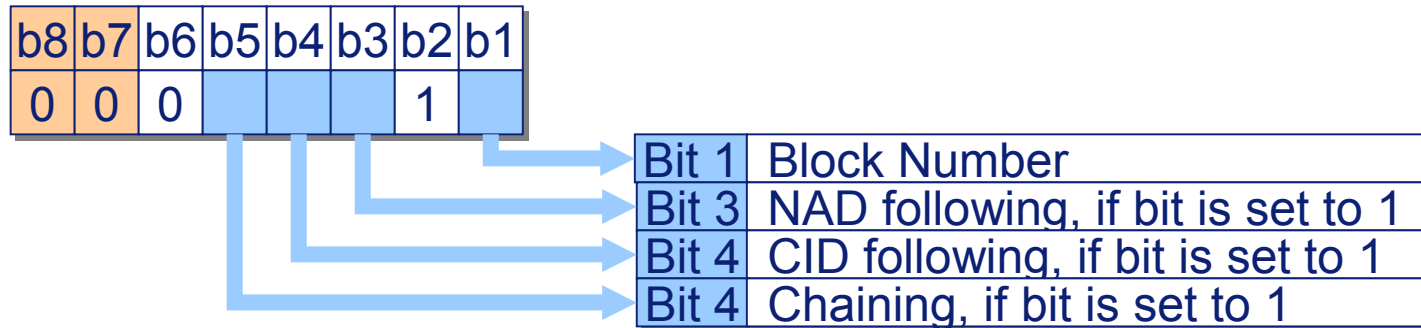 b8 b7 b6 b5 b4 b3 b2 b1
0 0 0 1
Bit 1 Block Number
Bit 3 NAD following, if bit is set to 1
Bit 4 CID following, if bit is set to 1
Bit 4 Chaining, if bit is set to 1